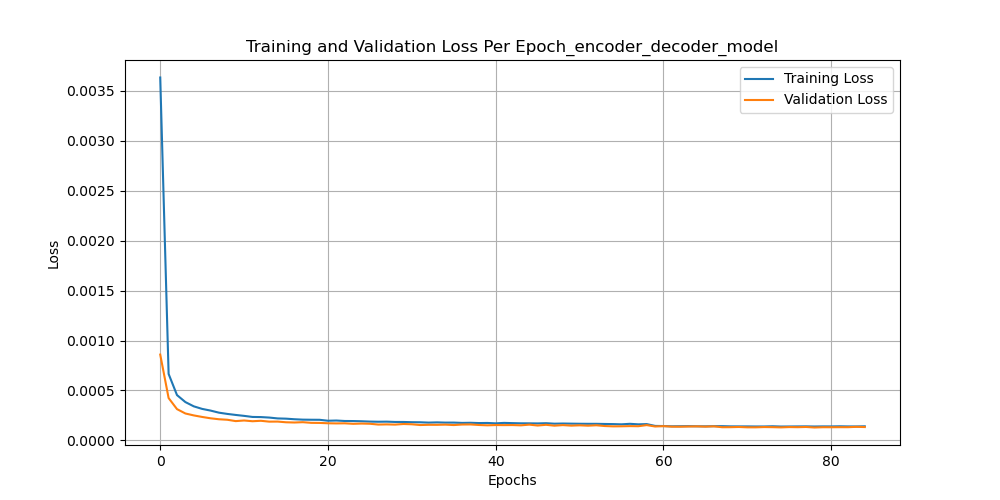 Training and Validation Loss Per Epoch_encoder_decoder_model
Training Loss
Validation Loss
Loss
0.0035
0.0030
0.0025
0.0020
0.0015
0.0010
0.0005
0.0000
0 20 40 60 80
Epochs